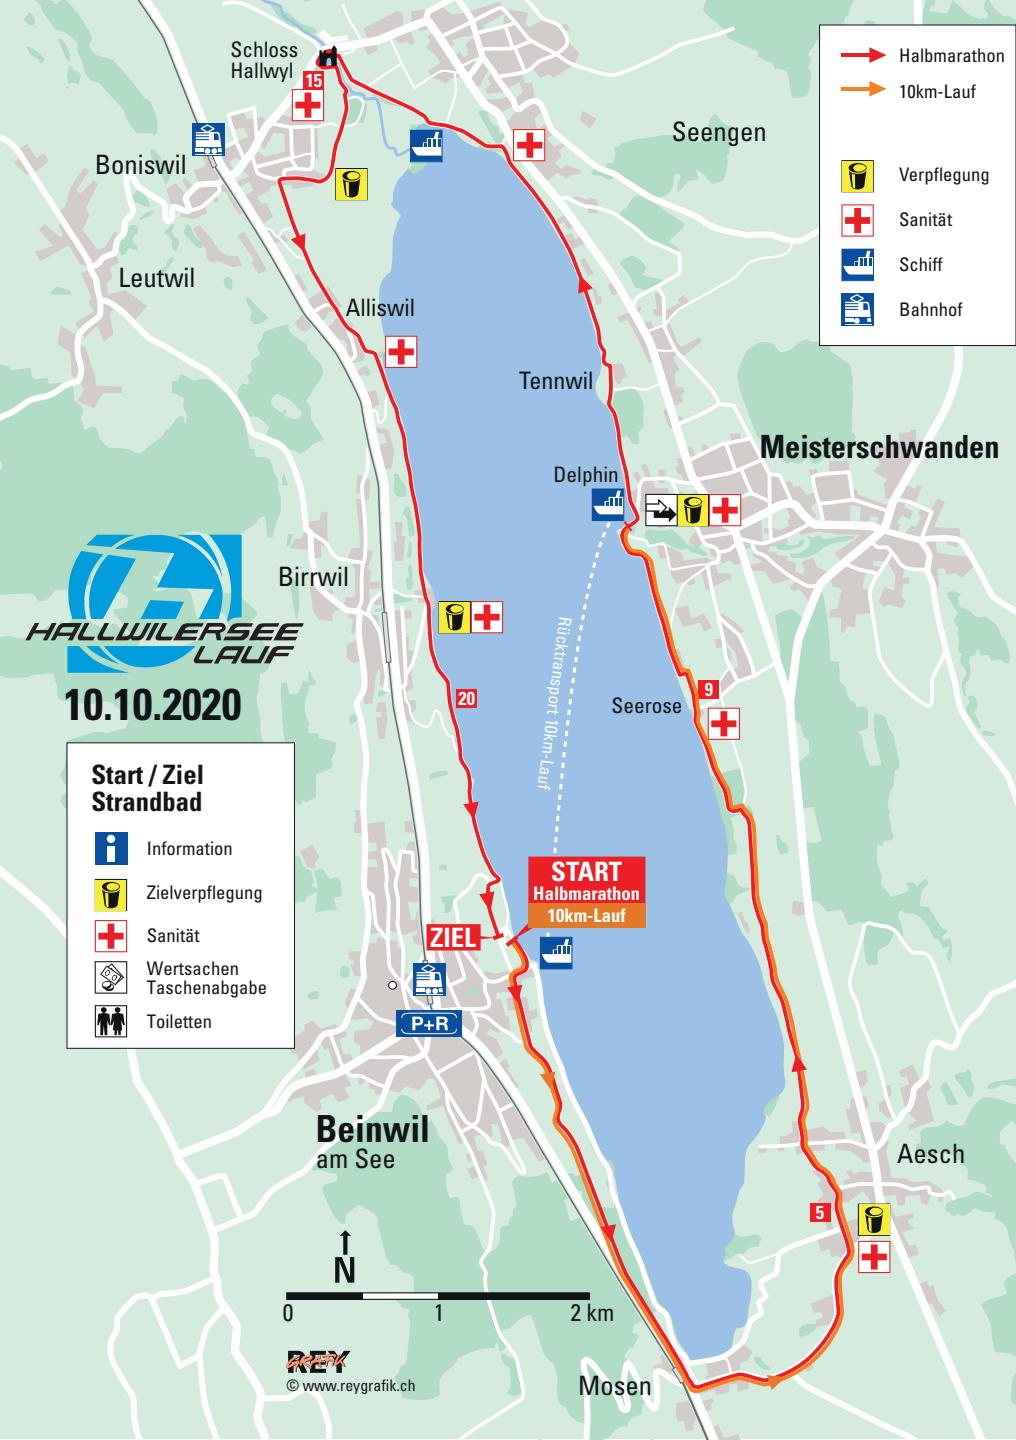 Schloss
Hallwyl
15
Halbmarathon
10km-Lauf
Seengen
Boniswil
Verpflegung
Sanität
Schiff
Bahnhof
Leutwil
Alliswil
Tennwil
Meisterschwanden
Delphin
Birrwil
HALLWILERSEE
LAUF
10.10.2020
Rücktransport 10km-Lauf
20
9
Seerose
Start / Ziel
Strandbad
Information
Zielverpflegung
Sanität
Wertsachen
Taschenabgabe
Toiletten
START
Halbmarathon
10km-Lauf
ZIEL
P+R
Beinwil
am See
Aesch
5
N
0 1 2 km
REY
GRAFIK
© www.reygrafik.ch
Mosen